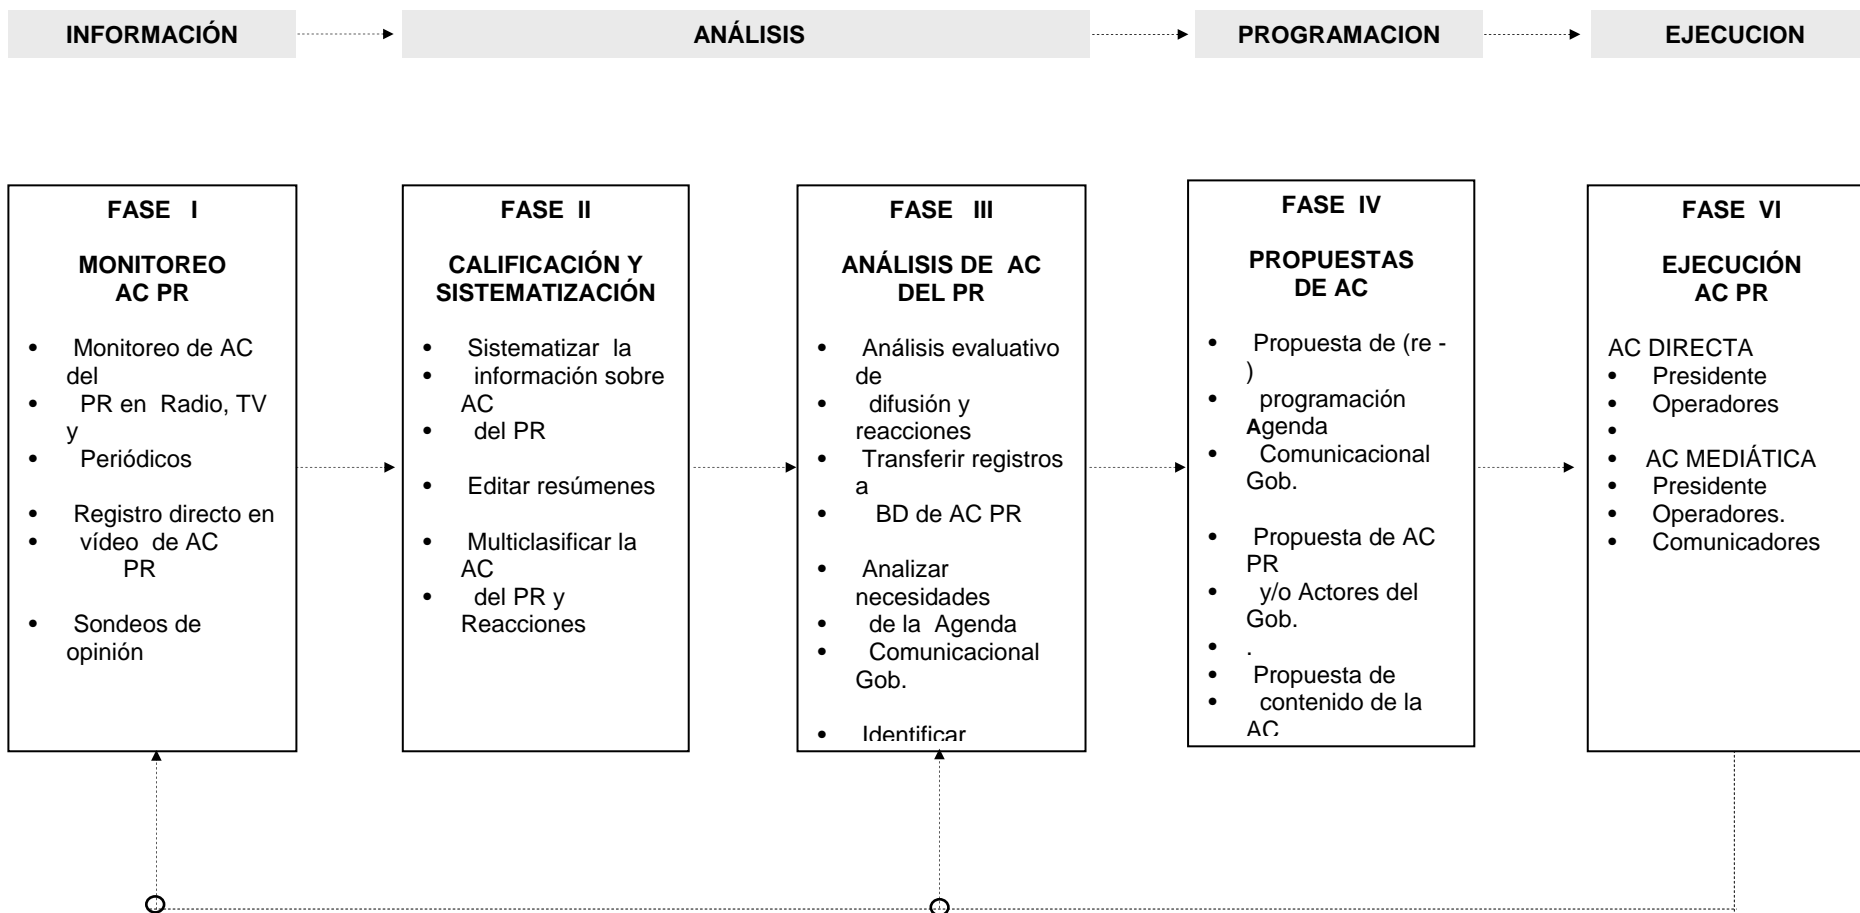 INFORMACIÓN
ANÁLISIS
PROGRAMACION
EJECUCION
FASE I
MONITOREO
AC PR
• Monitoreo de AC
del
• PR en Radio, TV
y
• Periódicos
• Registro directo en
• vídeo de AC
PR
• Sondeos de
opinión
FASE II
CALIFICACIÓN Y
SISTEMATIZACIÓN
• Sistematizar la
• información sobre
AC
• del PR
• Editar resúmenes
• Multiclasificar la
AC
• del PR y
Reacciones
FASE III
ANÁLISIS DE AC
DEL PR
• Análisis evaluativo
de
• difusión y
reacciones
• Transferir registros
a
• BD de AC PR
• Analizar
necesidades
• de la Agenda
• Comunicacional
Gob.
• Identificar
FASE IV
PROPUESTAS
DE AC
• Propuesta de (re -
)
• programación
Agenda
• Comunicacional
Gob.
• Propuesta de AC
PR
• y/o Actores del
Gob.
• .
• Propuesta de
• contenido de la
AC
FASE VI
EJECUCIÓN
AC PR
AC DIRECTA
• Presidente
• Operadores
•
• AC MEDIÁTICA
• Presidente
• Operadores.
• Comunicadores